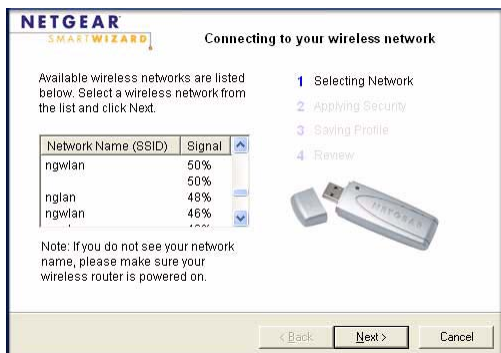 NETGEAR
SMARTWIZARD
Connecting to your wireless network
Available wireless networks are listed
below. Select a wireless network from
the list and click Next.
Network Name (SSID) Signal
ngwlan 50%
50%
nglan 48%
ngwlan 46%
Note: If you do not see your network
name, please make sure your
wireless router is powered on.
1 Selecting Network
2 Applying Security
3 Saving Profile
4 Review
NETGEAR
< Back
Next >
Cancel